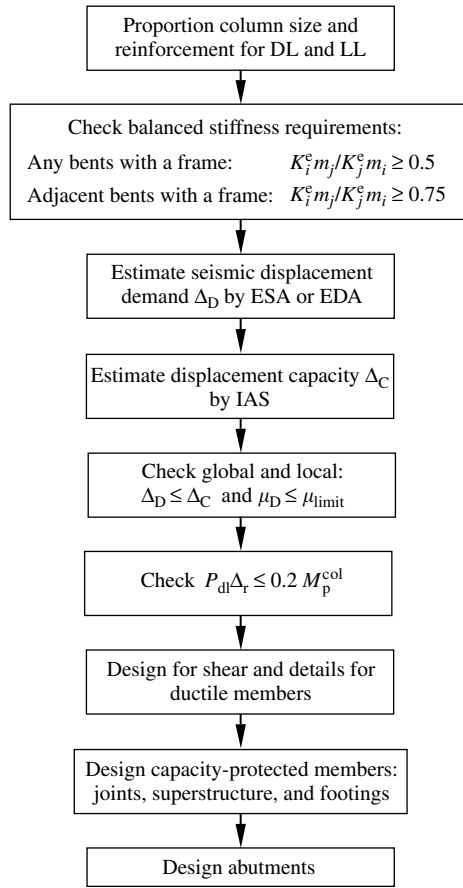 Proportion column size and
reinforcement for DL and LL
Check balanced stiffness requirements:
Any bents with a frame: K_i^e m_j/K_j^e m_i ≥ 0.5
Adjacent bents with a frame: K_i^e m_j/K_j^e m_i ≥ 0.75
Estimate seismic displacement
demand Δ_D by ESA or EDA
Estimate displacement capacity Δ_C
by IAS
Check global and local:
Δ_D ≤ Δ_C and μ_D ≤ μ_limit
Check P_dl Δ_r ≤ 0.2 M_p^col
Design for shear and details for
ductile members
Design capacity-protected members:
joints, superstructure, and footings
Design abutments